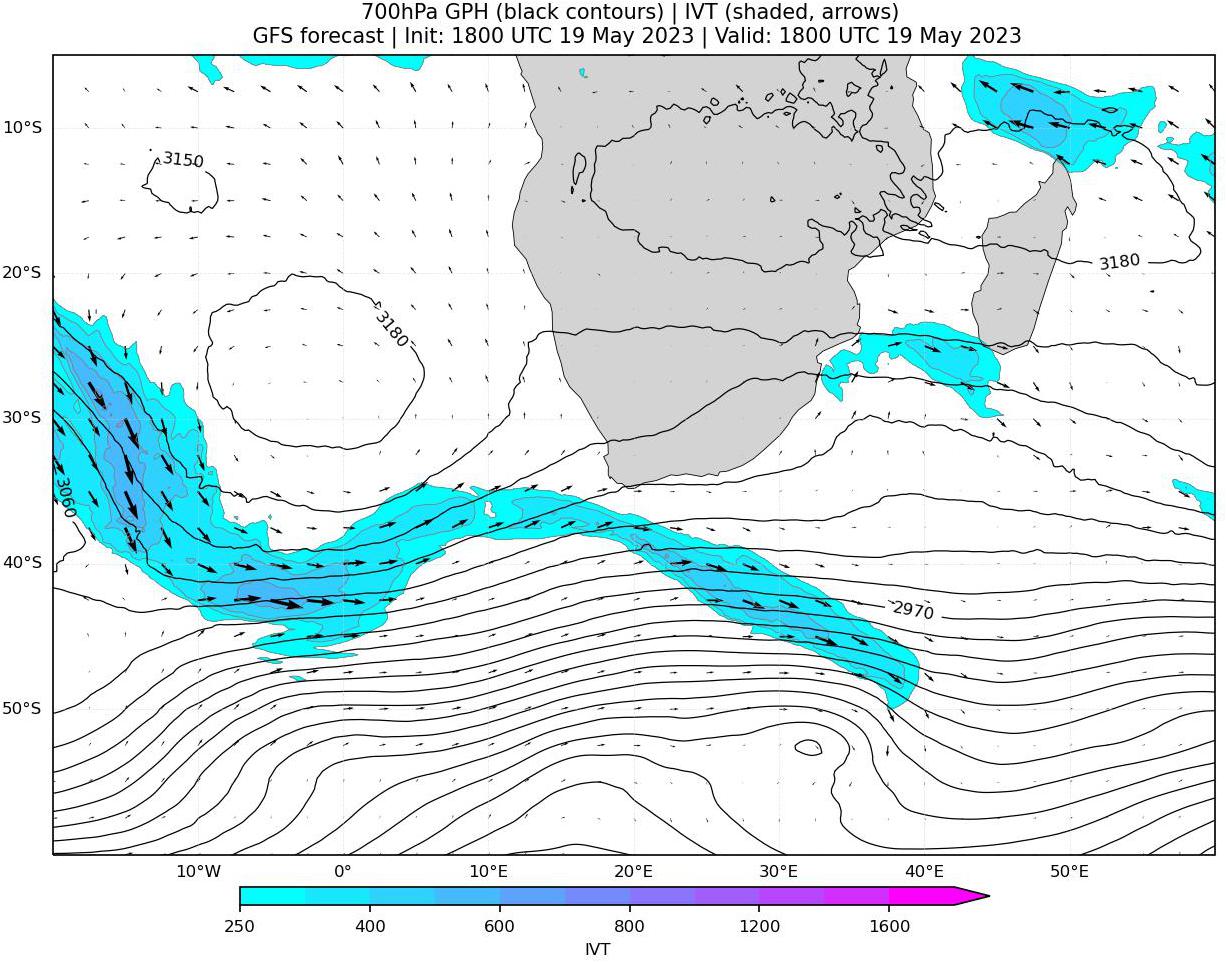 700hPa GPH (black contours) | IVT (shaded, arrows)
GFS forecast | Init: 1800 UTC 19 May 2023 | Valid: 1800 UTC 19 May 2023
10°S
3150
3180
20°S
3180
30°S
3060
40°S
2970
50°S
10°W 0° 10°E 20°E 30°E 40°E 50°E
250 400 600 800 1200 1600
IVT